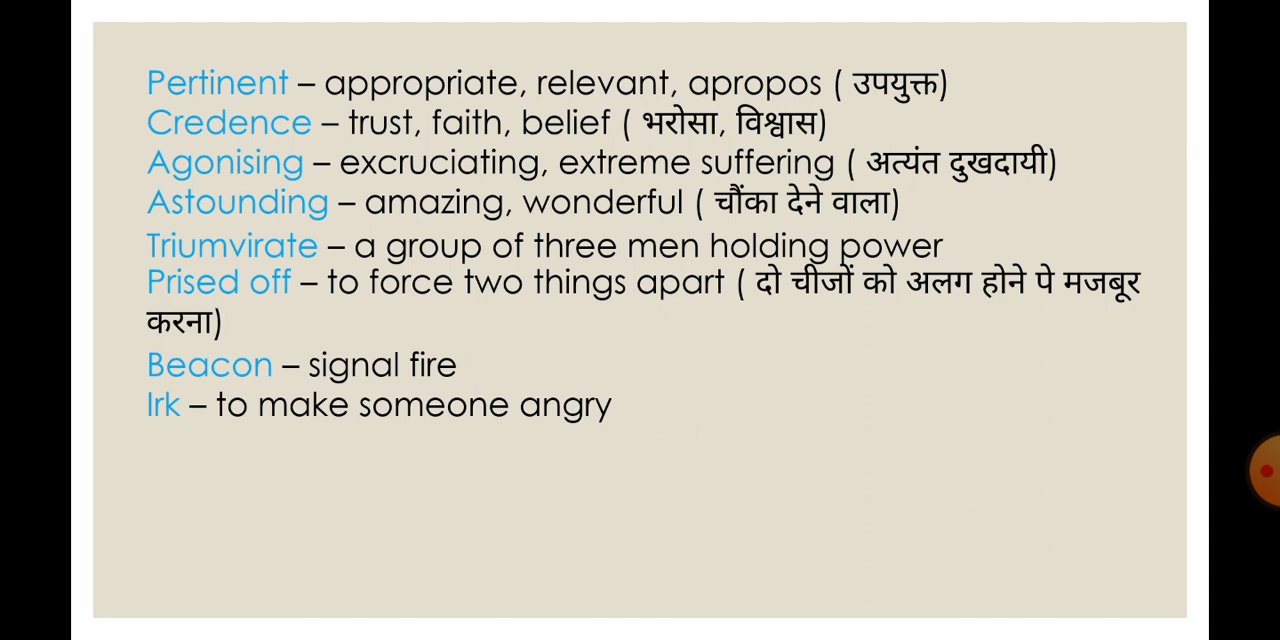 Pertinent – appropriate, relevant, apropos ( उपयुक्त)
Credence – trust, faith, belief ( भरोसा, विश्वास)
Agonising – excruciating, extreme suffering ( अत्यंत दुखदायी)
Astounding – amazing, wonderful ( चौंका देने वाला)
Triumvirate – a group of three men holding power
Prised off – to force two things apart ( दो चीजों को अलग होने पे मजबूर
करना)
Beacon – signal fire
Irk – to make someone angry